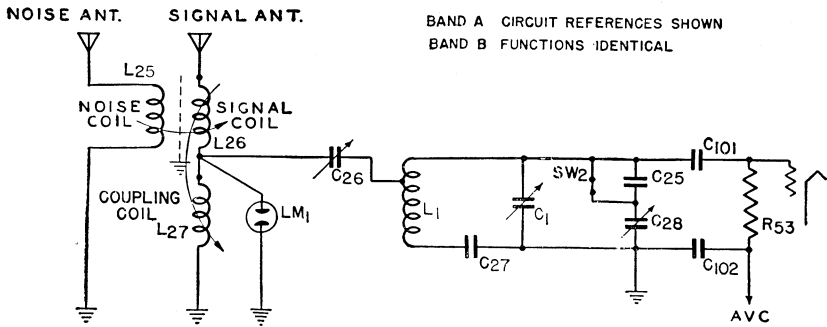 NOISE ANT.
SIGNAL ANT.
BAND A CIRCUIT REFERENCES SHOWN
BAND B FUNCTIONS IDENTICAL
L25
NOISE
COIL
SIGNAL
COIL
L26
C26
COUPLING
COIL
L27
LM1
L1
C27
C1
SW2
C25
C28
C101
C102
R53
AVC